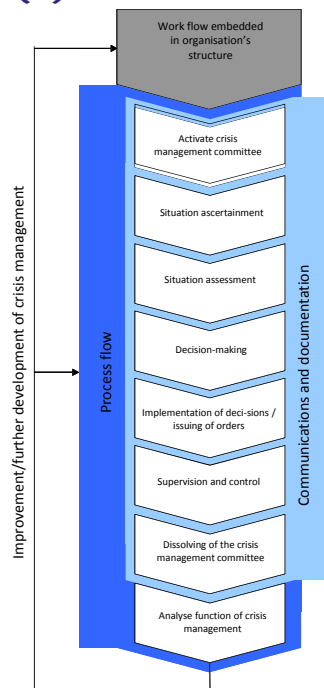 Work flow embedded
in organisation's
structure
Activate crisis
management committee
Situation ascertainment
Situation assessment
Decision-making
Implementation of deci-sions /
issuing of orders
Supervision and control
Dissolving of the crisis
management committee
Analyse function of crisis
management
Improvement/further development of crisis management
Process flow
Communications and documentation